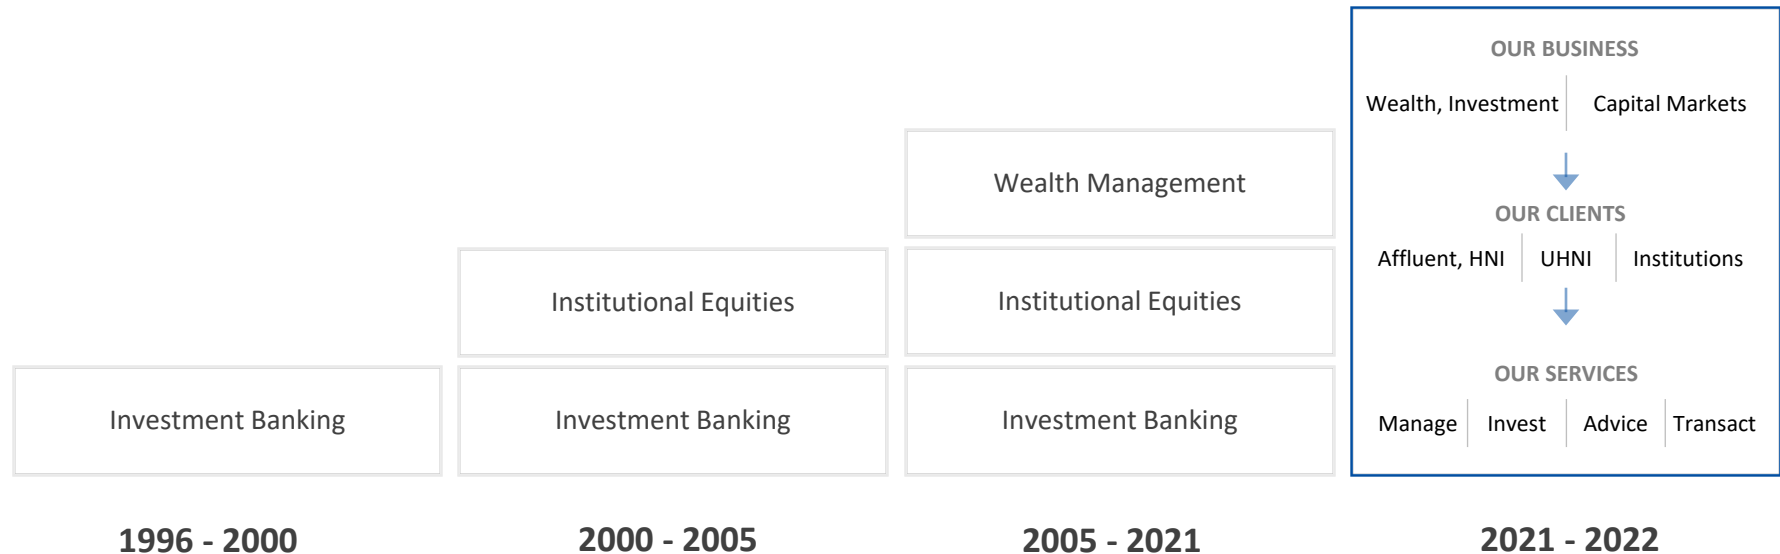 Investment Banking
1996 - 2000
Institutional Equities
Investment Banking
2000 - 2005
Wealth Management
Institutional Equities
Investment Banking
2005 - 2021
OUR BUSINESS
Wealth, Investment Capital Markets
OUR CLIENTS
Affluent, HNI UHNI Institutions
OUR SERVICES
Manage Invest Advice Transact
2021 - 2022